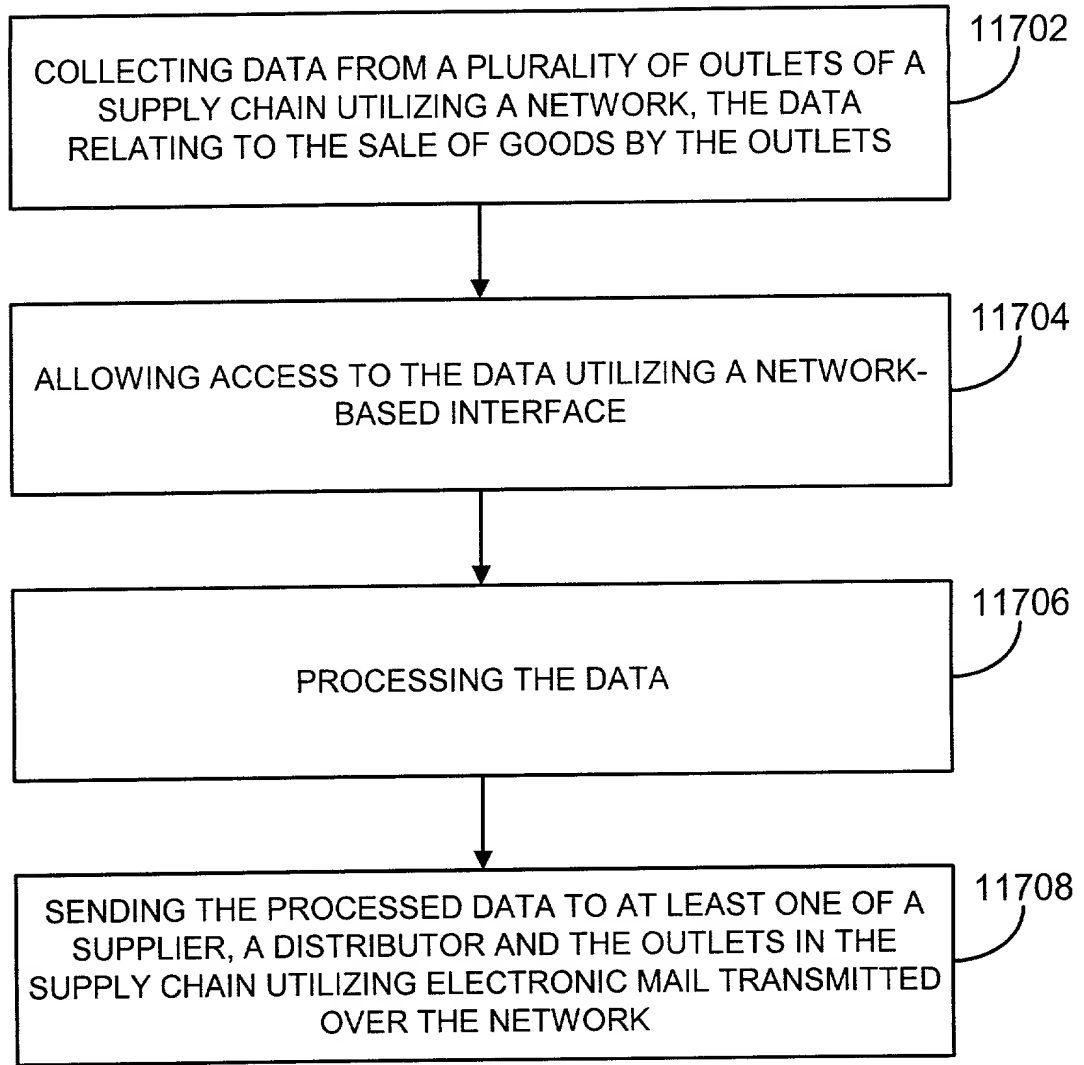 11702
COLLECTING DATA FROM A PLURALITY OF OUTLETS OF A
SUPPLY CHAIN UTILIZING A NETWORK, THE DATA
RELATING TO THE SALE OF GOODS BY THE OUTLETS
11704
ALLOWING ACCESS TO THE DATA UTILIZING A NETWORK-
BASED INTERFACE
11706
PROCESSING THE DATA
11708
SENDING THE PROCESSED DATA TO AT LEAST ONE OF A
SUPPLIER, A DISTRIBUTOR AND THE OUTLETS IN THE
SUPPLY CHAIN UTILIZING ELECTRONIC MAIL TRANSMITTED
OVER THE NETWORK